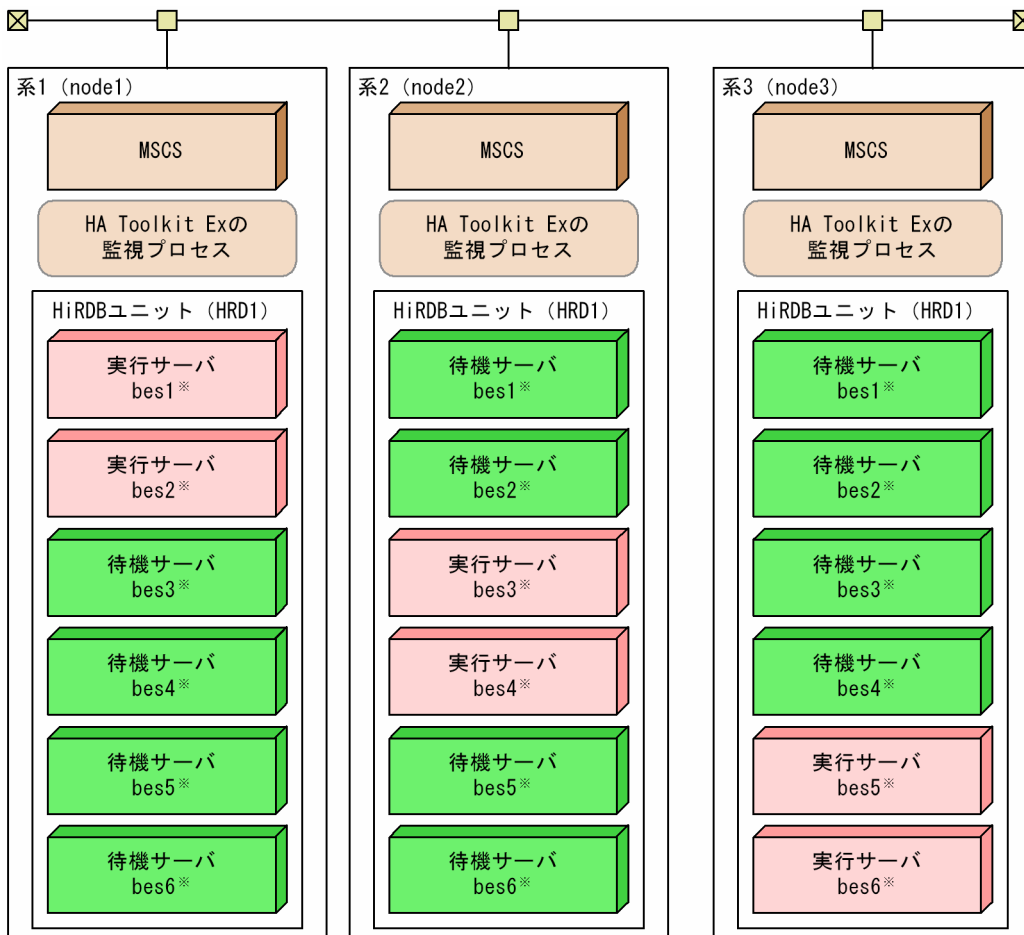 系1（node1）
MSCS
HA Toolkit Exの
監視プロセス
HiRDBユニット（HRD1）
実行サーバ
bes1※
実行サーバ
bes2※
待機サーバ
bes3※
待機サーバ
bes4※
待機サーバ
bes5※
待機サーバ
bes6※
系2（node2）
MSCS
HA Toolkit Exの
監視プロセス
HiRDBユニット（HRD1）
待機サーバ
bes1※
待機サーバ
bes2※
実行サーバ
bes3※
実行サーバ
bes4※
待機サーバ
bes5※
待機サーバ
bes6※
系3（node3）
MSCS
HA Toolkit Exの
監視プロセス
HiRDBユニット（HRD1）
待機サーバ
bes1※
待機サーバ
bes2※
待機サーバ
bes3※
待機サーバ
bes4※
実行サーバ
bes5※
実行サーバ
bes6※